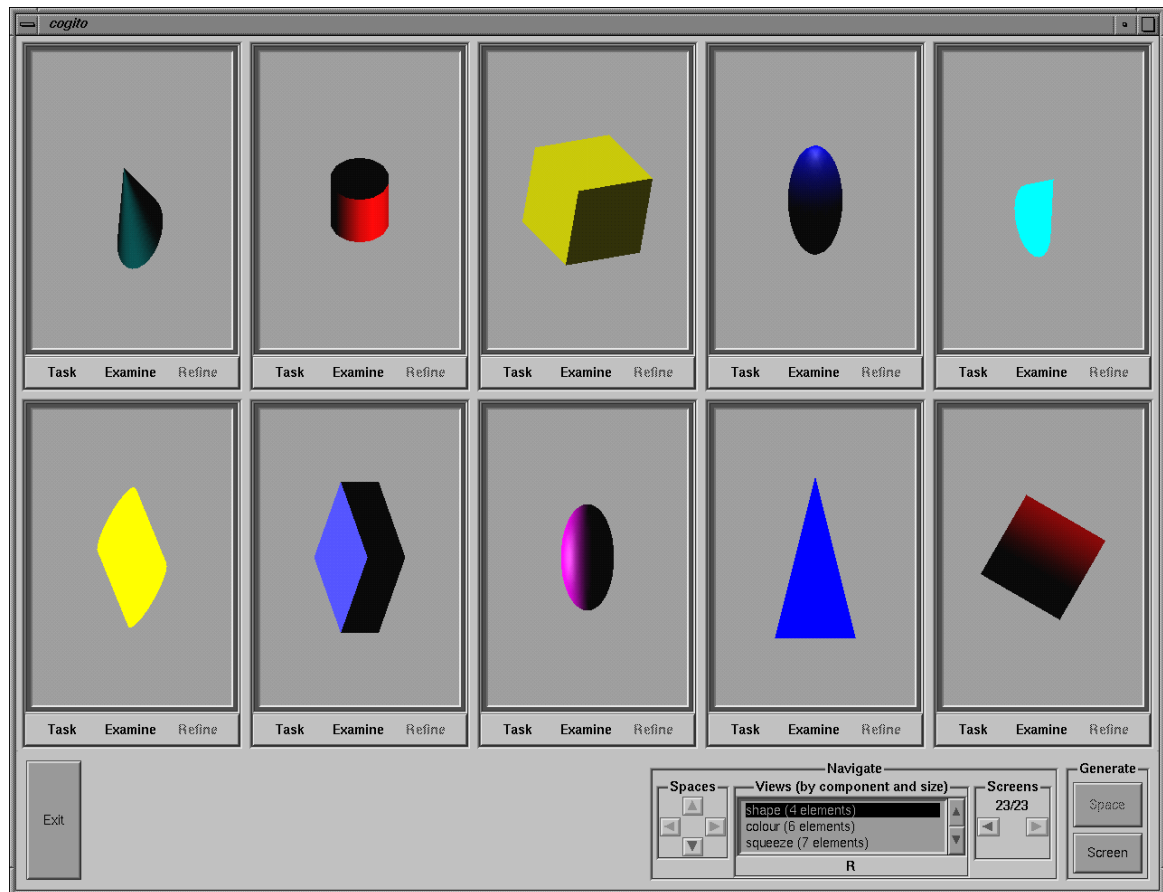 cogito
Task Examine Refine
Task Examine Refine
Task Examine Refine
Task Examine Refine
Task Examine Refine
Task Examine Refine
Task Examine Refine
Task Examine Refine
Task Examine Refine
Task Examine Refine
Exit
Navigate
Spaces
Views (by component and size)
shape (4 elements)
colour (6 elements)
squeeze (7 elements)
R
Screens
23/23
Generate
Space
Screen